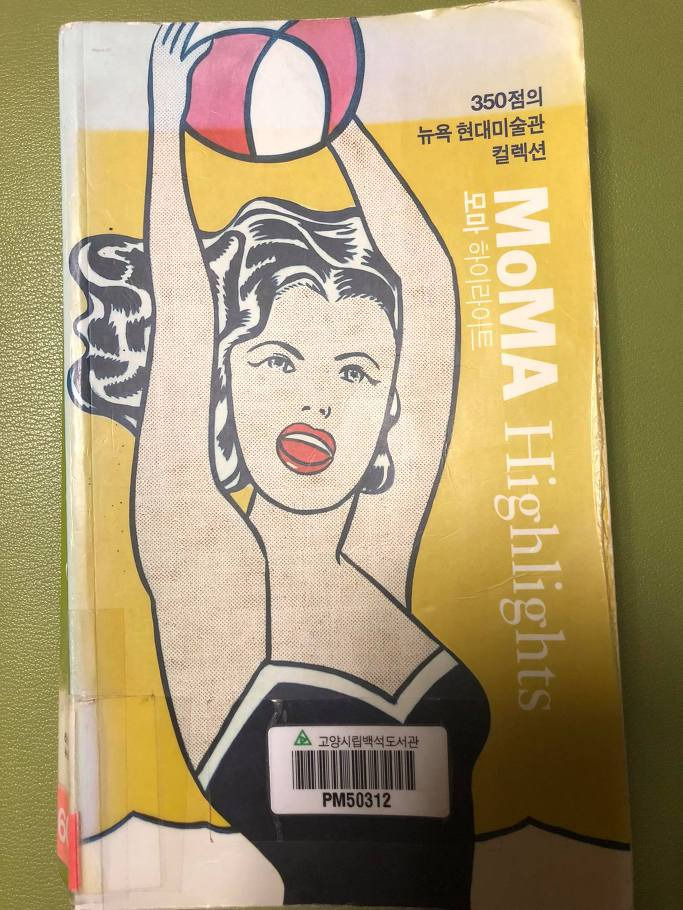 350점의
뉴욕 현대미술관
컬렉션
MoMA Highlights
모마 하이라이트
고양시립백석도서관
PM50312